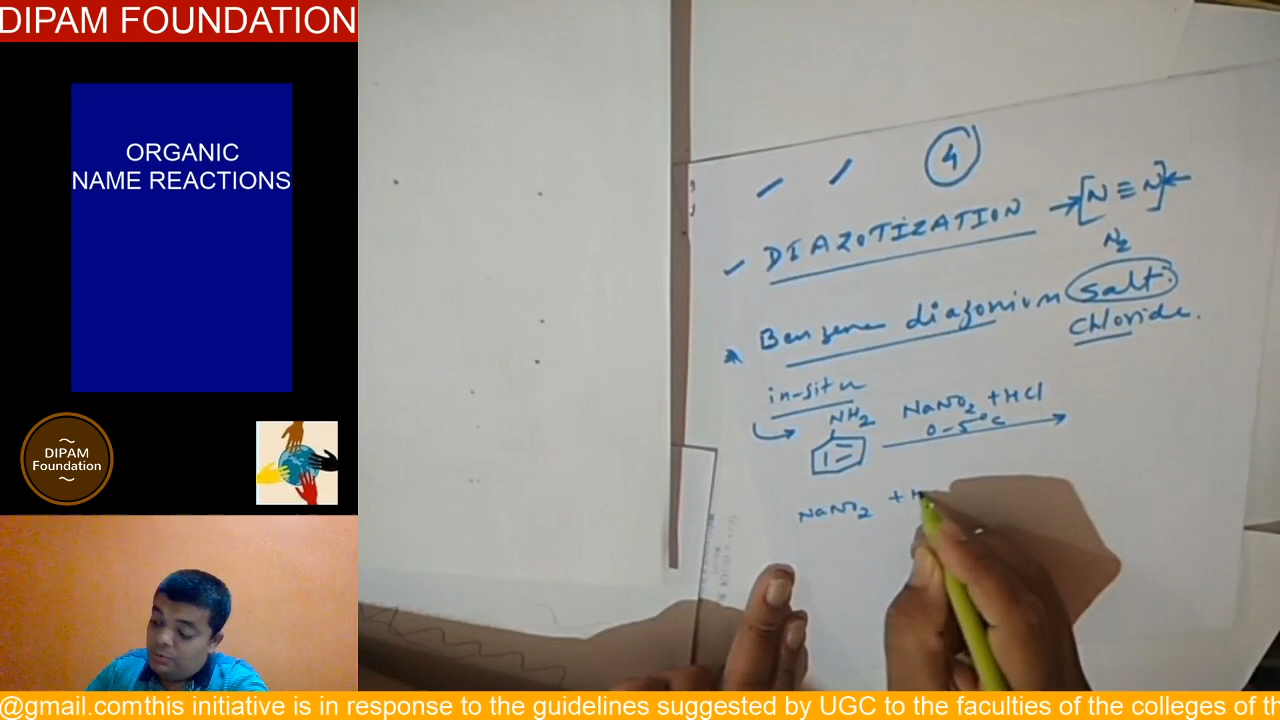 DIPAM FOUNDATION
ORGANIC
NAME REACTIONS
DIPAM
Foundation
4
DIAZOTIZATION → [N≡N]
N2
Benzene diazonium salt.
chloride.
in-situ
NH2 NaNO2 + HCl
0-5°C
NaNO2 + H
@gmail.comthis initiative is in response to the guidelines suggested by UGC to the faculties of the colleges of th